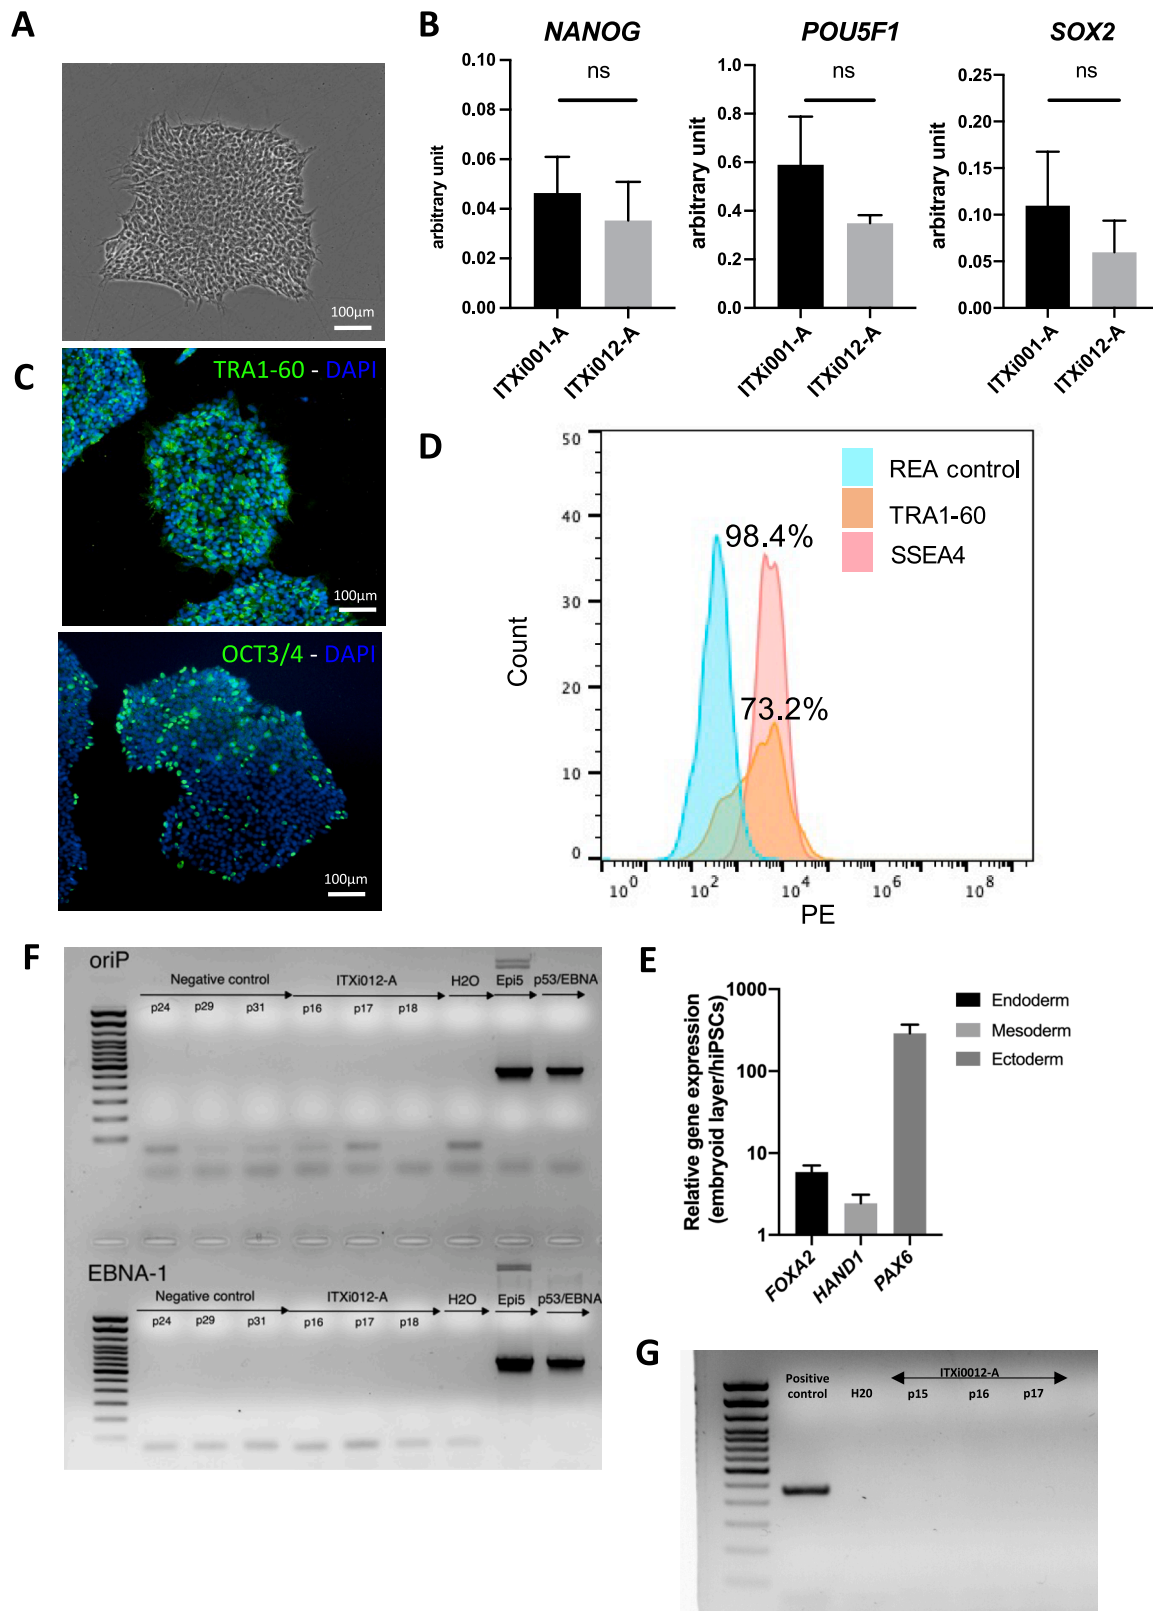 A
100μm
B
NANOG
POU5F1
SOX2
ns
ns
ns
arbitrary unit
arbitrary unit
arbitrary unit
0.10
0.08
0.06
0.04
0.02
0.00
1.0
0.8
0.6
0.4
0.2
0.0
0.25
0.20
0.15
0.10
0.05
0.00
ITXi001-A
ITXi012-A
ITXi001-A
ITXi012-A
ITXi001-A
ITXi012-A
C
TRA1-60 - DAPI
100μm
OCT3/4 - DAPI
100μm
D
50
40
30
20
10
0
Count
REA control
TRA1-60
SSEA4
98.4%
73.2%
10^0
10^2
10^4
10^6
10^8
PE
F
oriP
Negative control
ITXi012-A
H2O
Epi5
p53/EBNA
p24
p29
p31
p16
p17
p18
EBNA-1
Negative control
ITXi012-A
H2O
Epi5
p53/EBNA
p24
p29
p31
p16
p17
p18
E
Relative gene expression
(embryoid layer/hiPSCs)
1000
100
10
1
Endoderm
Mesoderm
Ectoderm
FOXA2
HAND1
PAX6
G
Positive
control
H20
ITXi0012-A
p15
p16
p17